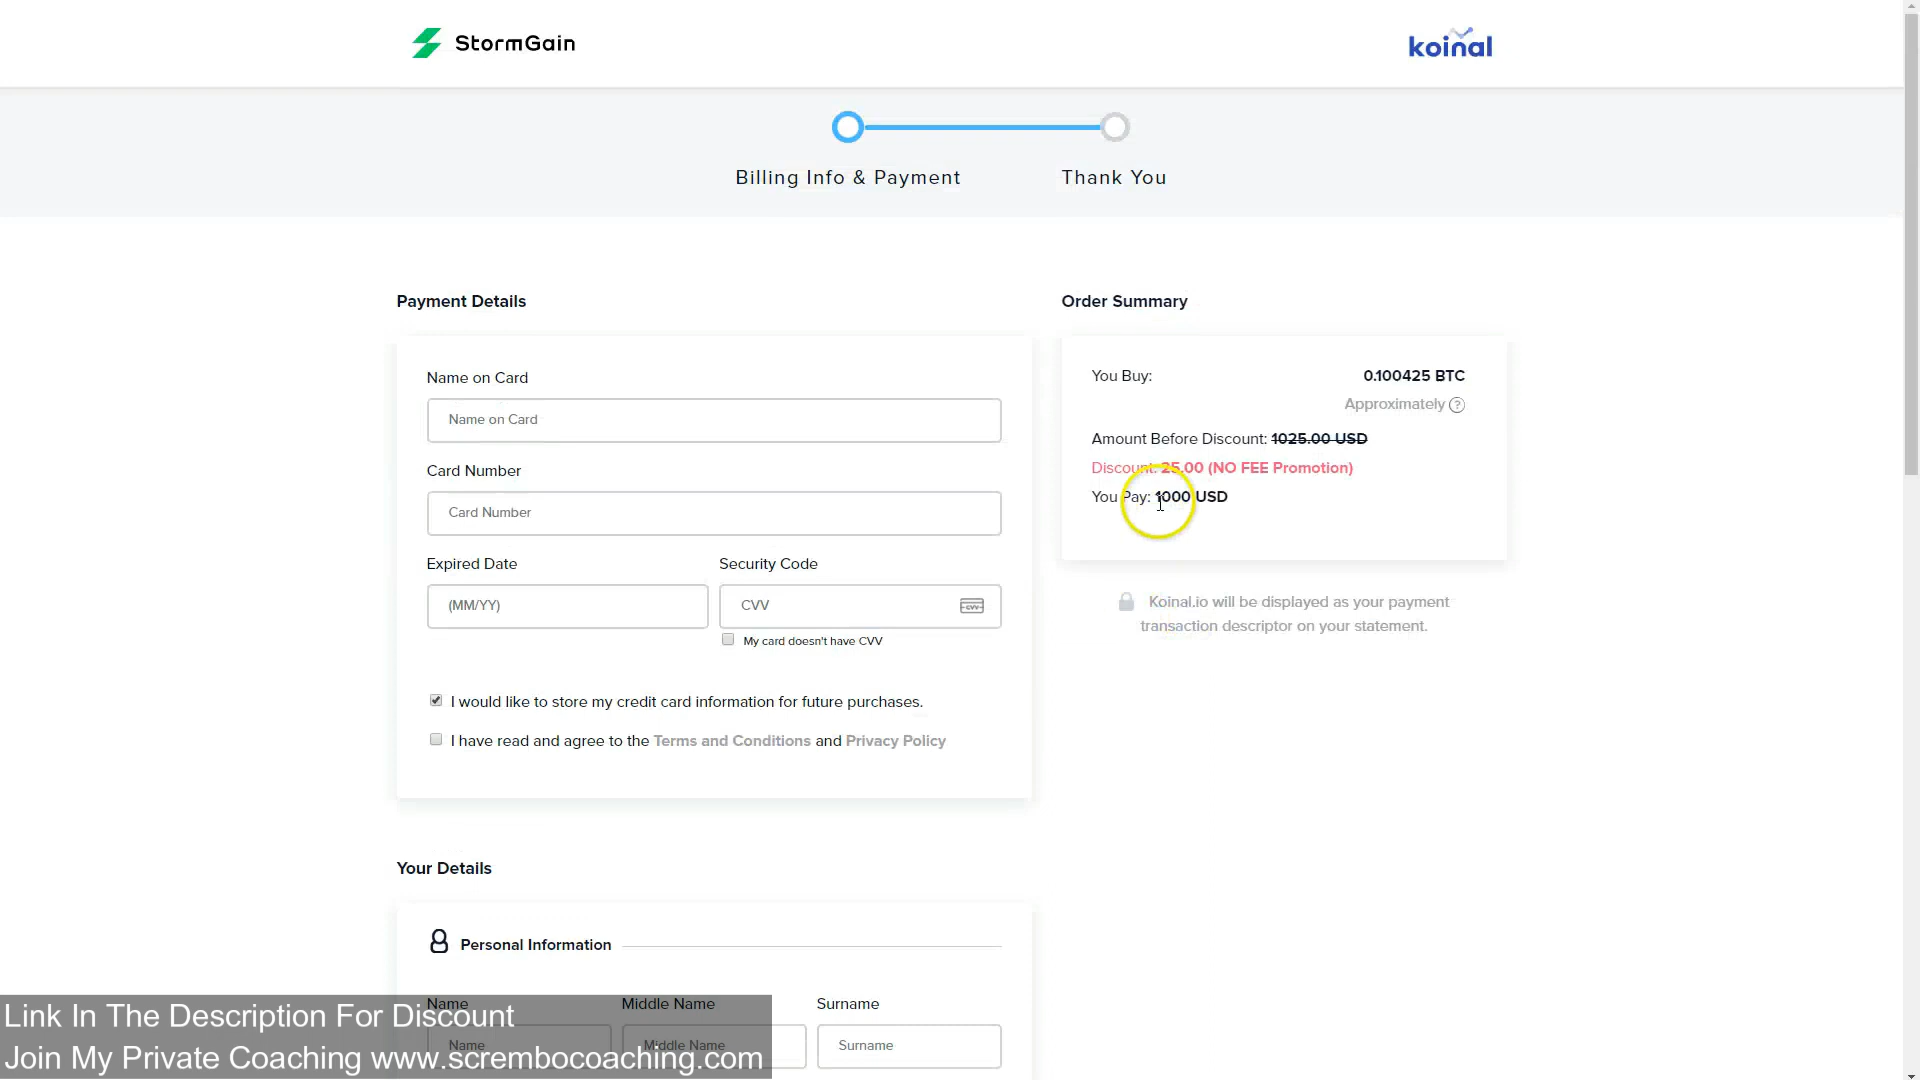 StormGain
koinal
Billing Info & Payment
Thank You
Payment Details
Name on Card
Name on Card
Card Number
Card Number
Expired Date
Security Code
(MM/YY)
CVV
CVV
My card doesn't have CVV
I would like to store my credit card information for future purchases.
I have read and agree to the Terms and Conditions and Privacy Policy
Order Summary
You Buy: 0.100425 BTC
Approximately ?
Amount Before Discount: 1025.00 USD
Discount: 25.00 (NO FEE Promotion)
You Pay: 1000 USD
Koinal.io will be displayed as your payment
transaction descriptor on your statement.
Your Details
Personal Information
Name
Middle Name
Surname
Name
Middle Name
Surname
Link In The Description For Discount
Join My Private Coaching www.scrembocoaching.com